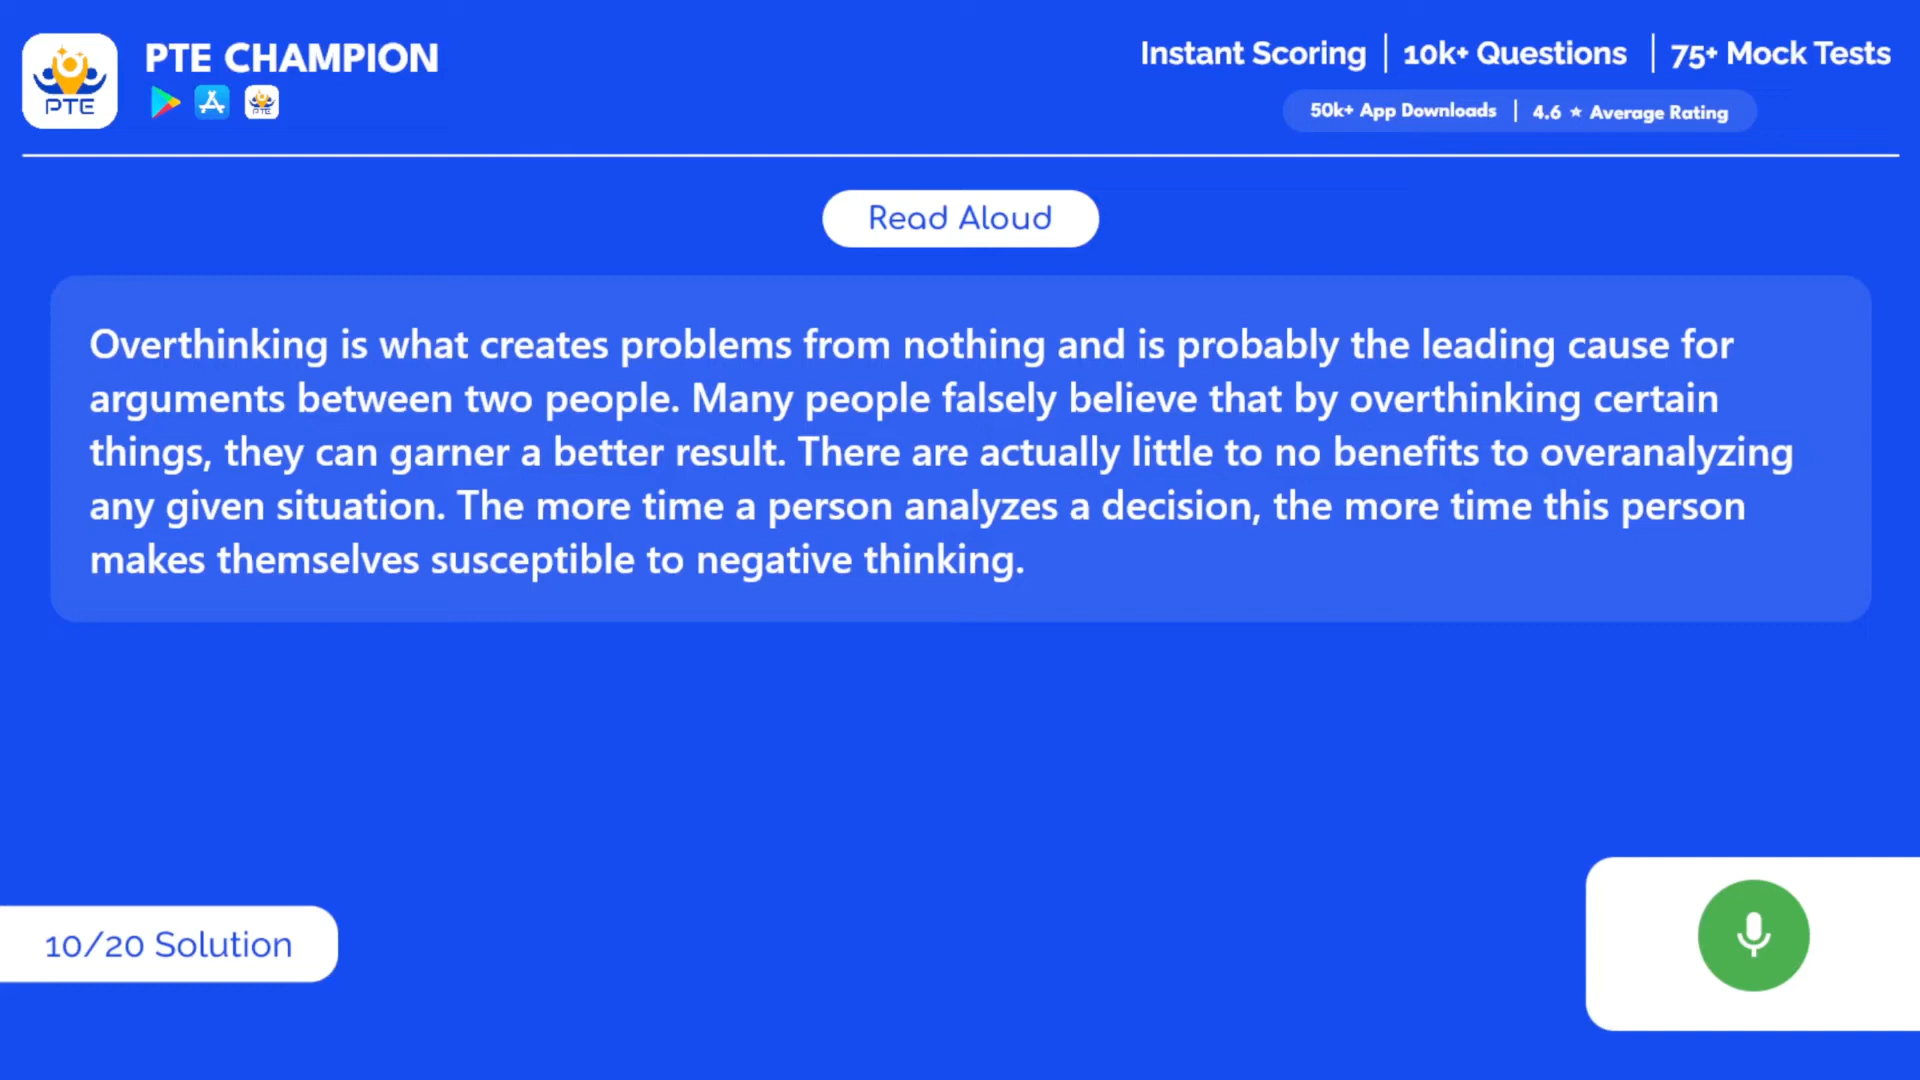 PTE CHAMPION
PTE
PTE
Instant Scoring | 10k+ Questions | 75+ Mock Tests
50k+ App Downloads | 4.6 ★ Average Rating
Read Aloud
Overthinking is what creates problems from nothing and is probably the leading cause for
arguments between two people. Many people falsely believe that by overthinking certain
things, they can garner a better result. There are actually little to no benefits to overanalyzing
any given situation. The more time a person analyzes a decision, the more time this person
makes themselves susceptible to negative thinking.
10/20 Solution